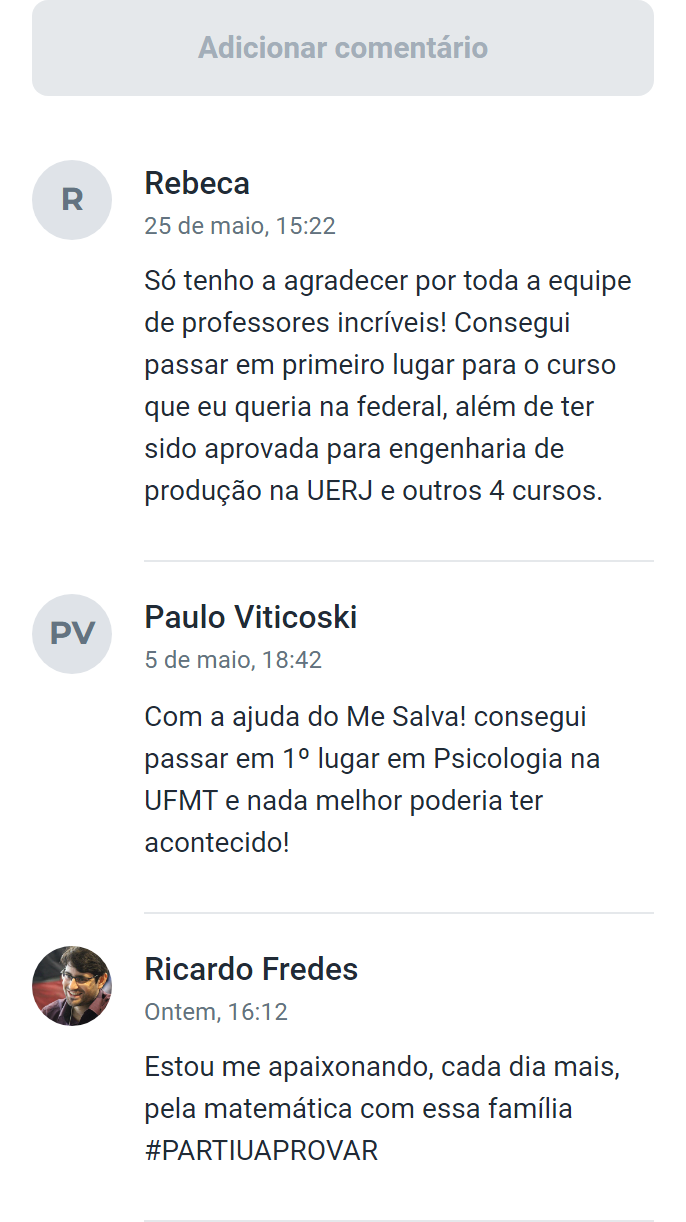 Adicionar comentário
R
Rebeca
25 de maio, 15:22
Só tenho a agradecer por toda a equipe
de professores incríveis! Consegui
passar em primeiro lugar para o curso
que eu queria na federal, além de ter
sido aprovada para engenharia de
produção na UERJ e outros 4 cursos.
PV
Paulo Viticoski
5 de maio, 18:42
Com a ajuda do Me Salva! consegui
passar em 1º lugar em Psicologia na
UFMT e nada melhor poderia ter
acontecido!
Ricardo Fredes
Ontem, 16:12
Estou me apaixonando, cada dia mais,
pela matemática com essa família
#PARTIUAPROVAR